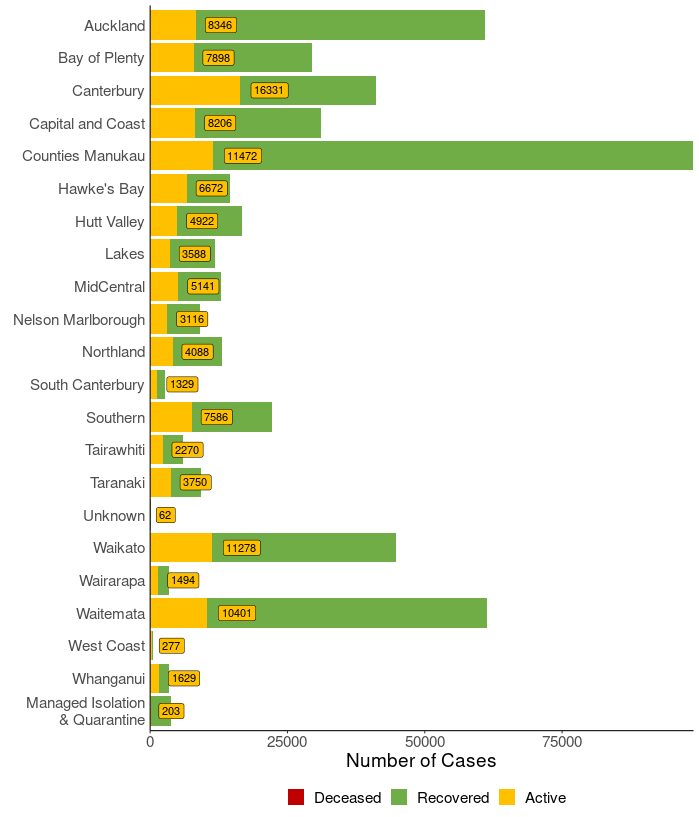 Auckland 8346
Bay of Plenty 7898
Canterbury 16331
Capital and Coast 8206
Counties Manukau 11472
Hawke's Bay 6672
Hutt Valley 4922
Lakes 3588
MidCentral 5141
Nelson Marlborough 3116
Northland 4088
South Canterbury 1329
Southern 7586
Tairawhiti 2270
Taranaki 3750
Unknown 62
Waikato 11278
Wairarapa 1494
Waitemata 10401
West Coast 277
Whanganui 1629
Managed Isolation
& Quarantine 203
0 25000 50000 75000
Number of Cases
Deceased Recovered Active